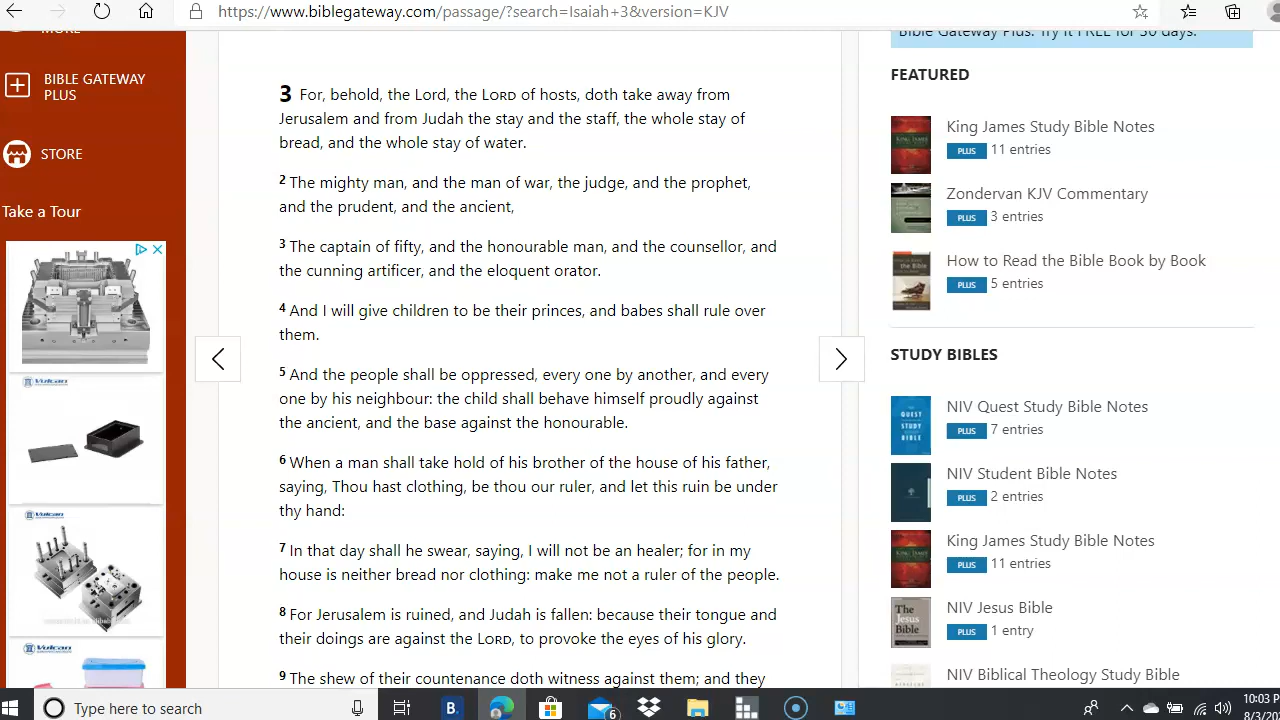 https://www.biblegateway.com/passage/?search=Isaiah+3&version=KJV
MORE
BIBLE GATEWAY
PLUS
STORE
Take a Tour
Vulcan
Vulcan
Vulcan
3 For, behold, the Lord, the LORD of hosts, doth take away from
Jerusalem and from Judah the stay and the staff, the whole stay of
bread, and the whole stay of water.
2 The mighty man, and the man of war, the judge, and the prophet,
and the prudent, and the ancient,
3 The captain of fifty, and the honourable man, and the counsellor, and
the cunning artificer, and the eloquent orator.
4 And I will give children to be their princes, and babes shall rule over
them.
5 And the people shall be oppressed, every one by another, and every
one by his neighbour: the child shall behave himself proudly against
the ancient, and the base against the honourable.
6 When a man shall take hold of his brother of the house of his father,
saying, Thou hast clothing, be thou our ruler, and let this ruin be under
thy hand:
7 In that day shall he swear, saying, I will not be an healer; for in my
house is neither bread nor clothing: make me not a ruler of the people.
8 For Jerusalem is ruined, and Judah is fallen: because their tongue and
their doings are against the LORD, to provoke the eyes of his glory.
9 The shew of their countenance doth witness against them; and they
Bible Gateway Plus. Try it FREE for 30 days.
FEATURED
King James Study Bible Notes
PLUS 11 entries
Zondervan KJV Commentary
PLUS 3 entries
How to Read the Bible Book by Book
PLUS 5 entries
STUDY BIBLES
NIV Quest Study Bible Notes
PLUS 7 entries
NIV Student Bible Notes
PLUS 2 entries
King James Study Bible Notes
PLUS 11 entries
The Jesus Bible
NIV Jesus Bible
PLUS 1 entry
NIV Biblical Theology Study Bible
Type here to search
B.
6
10:03 P
8/3/20